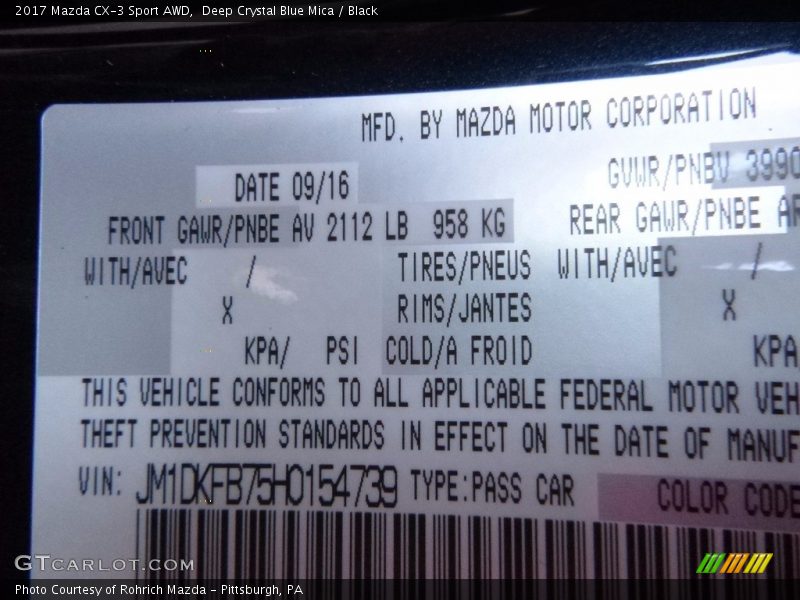 2017 Mazda CX-3 Sport AWD,  Deep Crystal Blue Mica / Black
MFD. BY MAZDA MOTOR CORPORATION
DATE 09/16
GVWR/PNBV 3990
FRONT GAWR/PNBE AV 2112 LB 958 KG
REAR GAWR/PNBE AR
WITH/AVEC / TIRES/PNEUS WITH/AVEC /
X RIMS/JANTES X
KPA/ PSI COLD/A FROID KPA
THIS VEHICLE CONFORMS TO ALL APPLICABLE FEDERAL MOTOR VEH
THEFT PREVENTION STANDARDS IN EFFECT ON THE DATE OF MANUF
VIN: JM1DKFB75H0154739 TYPE:PASS CAR
COLOR CODE
GTcarlot.com
Photo Courtesy of Rohrich Mazda - Pittsburgh, PA